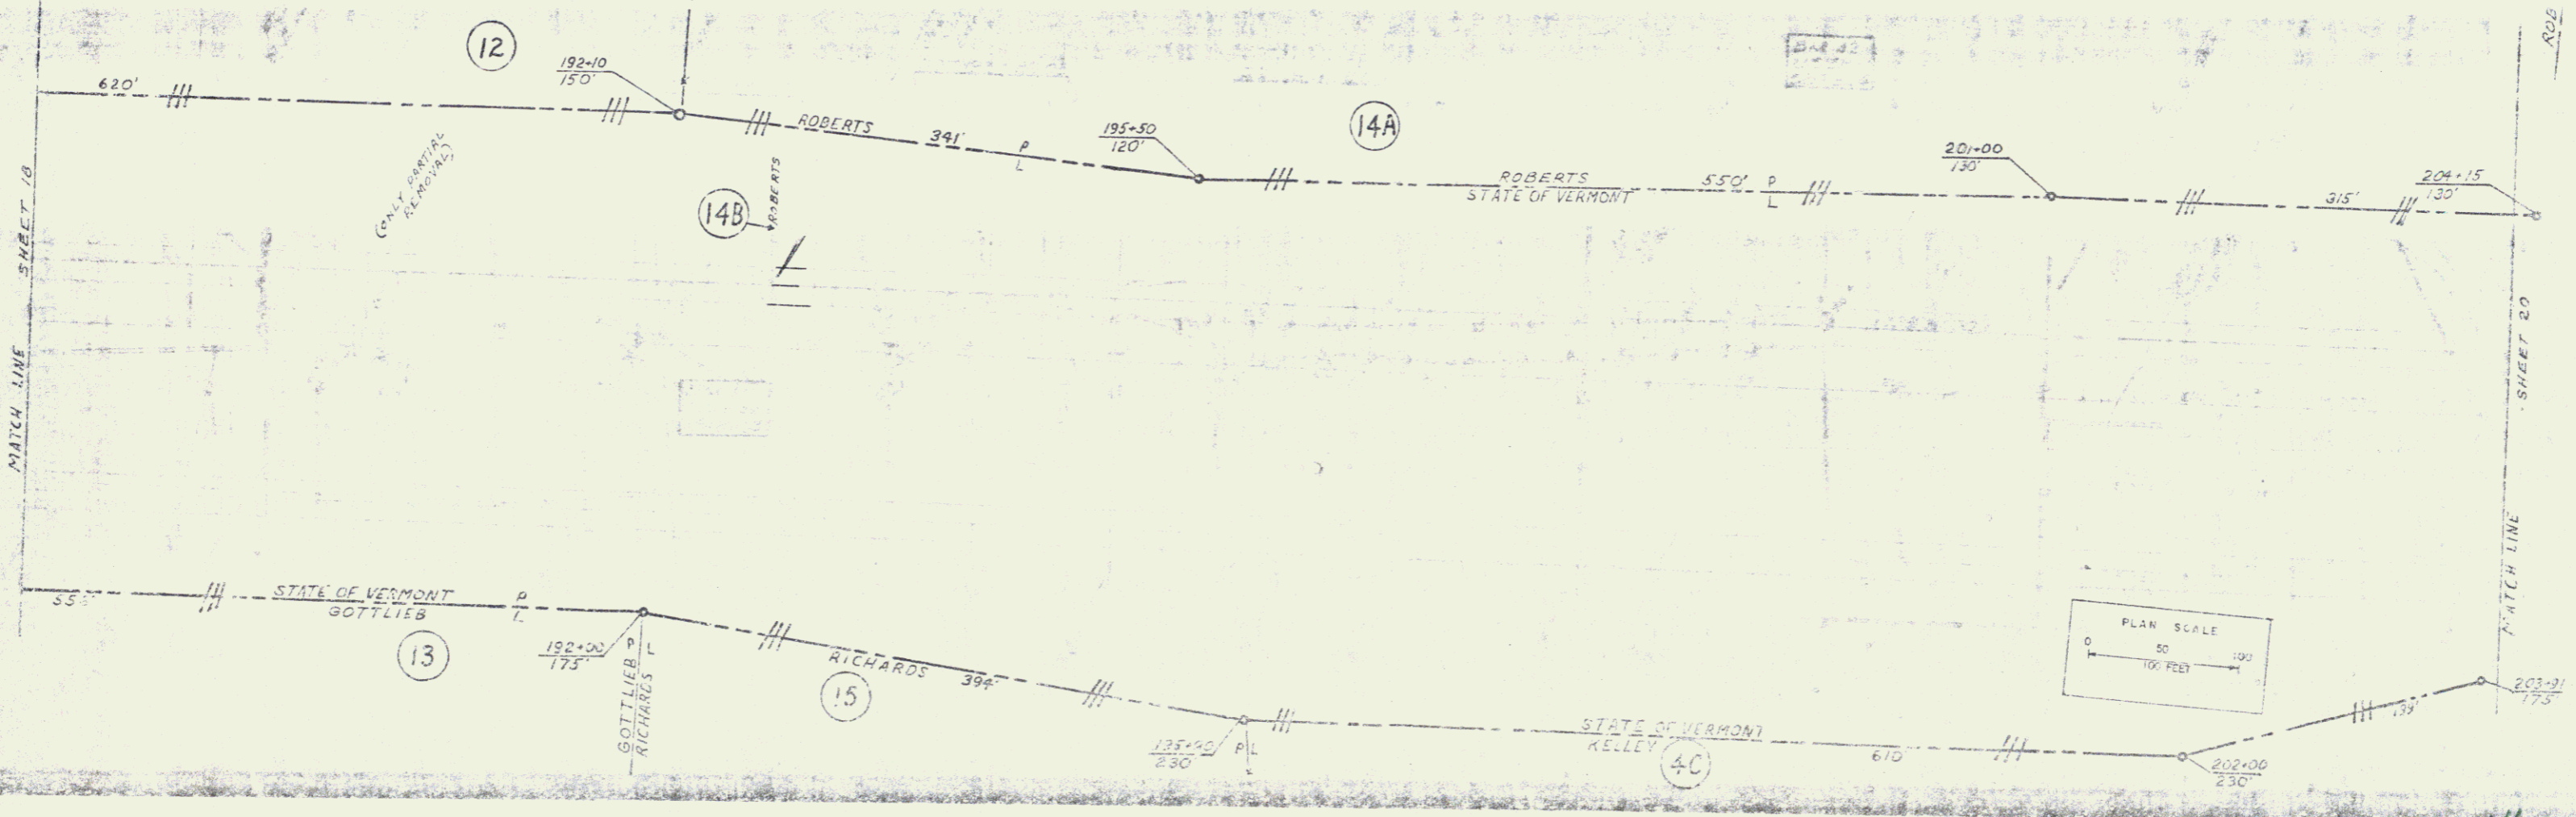 12
192+10
150'
620'
ROBERTS
341'
P
L
195+50
120'
14A
ROBERTS
STATE OF VERMONT
550'
P
L
201+00
130'
315'
204+15
130'
(ONLY PARTIAL
REMOVAL)
14B
ROBERTS
MATCH LINE SHEET 18
MATCH LINE SHEET 20
STATE OF VERMONT
GOTTLIEB
P
L
13
192+00
175'
GOTTLIEB P
RICHARDS L
RICHARDS
394'
15
230'
P L
STATE OF VERMONT
KELLEY
4C
610'
202+00
230'
139'
203+91
175'
PLAN SCALE
0 50 100
100 FEET